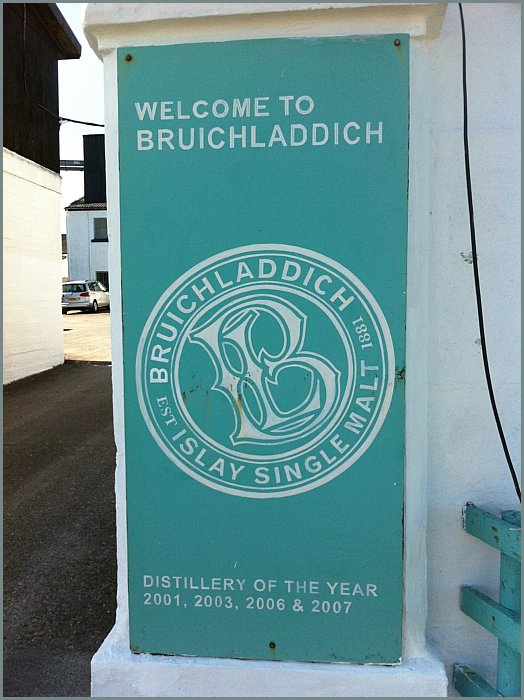 WELCOME TO
BRUICHLADDICH
BRUICHLADDICH
EST 1881
B
ISLAY SINGLE MALT
DISTILLERY OF THE YEAR
2001, 2003, 2006 & 2007